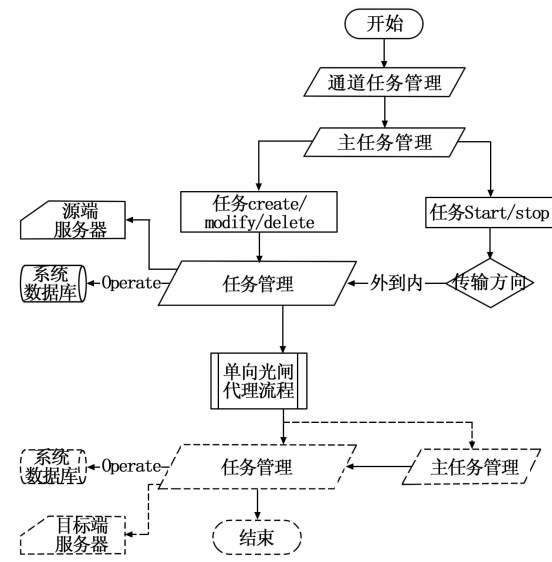 开始
通道任务管理
主任务管理
任务create/
modify/delete
任务Start/stop
源端
服务器
系统
数据库
Operate
任务管理
外到内
传输方向
单向光闸
代理流程
系统
数据库
Operate
任务管理
主任务管理
目标端
服务器
结束